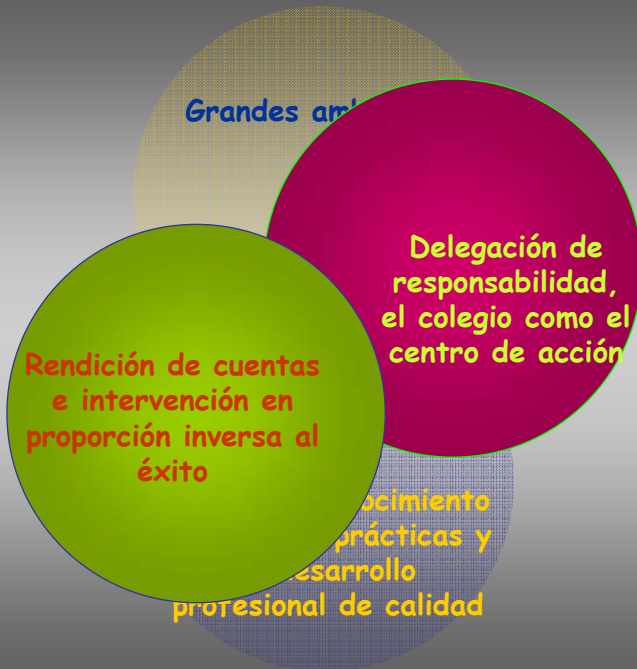 Grandes
Delegación de
responsabilidad,
el colegio como el
centro de acción
Rendición de cuentas
e intervención en
proporción inversa al
éxito
prácticas y
profesional de calidad